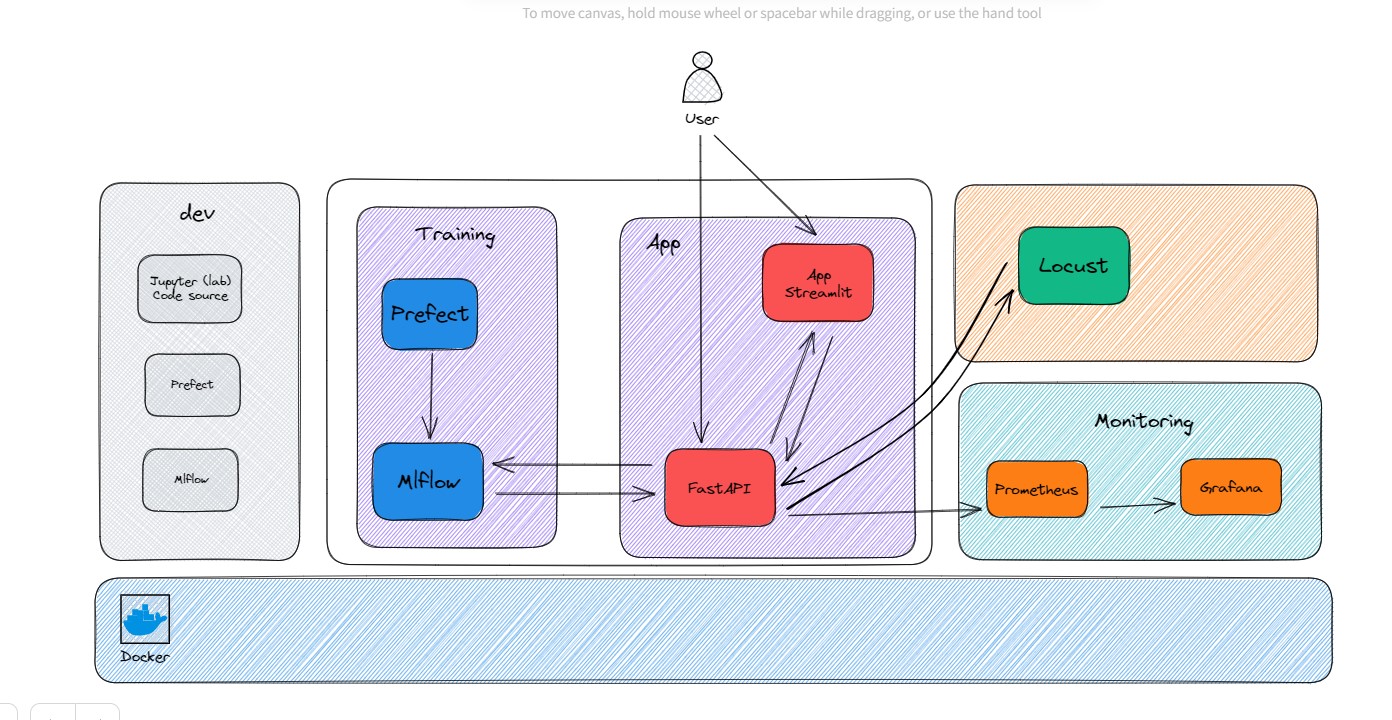 To move canvas, hold mouse wheel or spacebar while dragging, or use the hand tool
User
dev
Jupyter (lab)
Code source
Prefect
Mlflow
Training
Prefect
Mlflow
App
App
Streamlit
FastAPI
Locust
Monitoring
Prometheus
Grafana
Docker